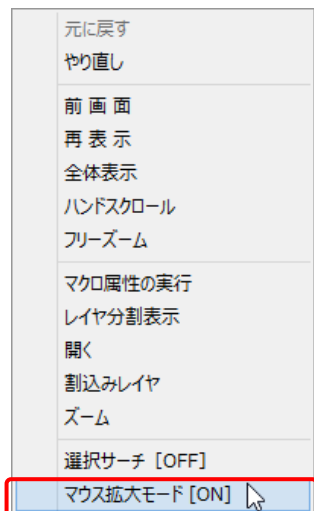 元に戻す
やり直し
前 画 面
再 表 示
全体表示
ハンドスクロール
フリーズーム
マクロ属性の実行
レイヤ分割表示
開く
割込みレイヤ
ズーム
選択サーチ [OFF]
マウス拡大モード [ON]